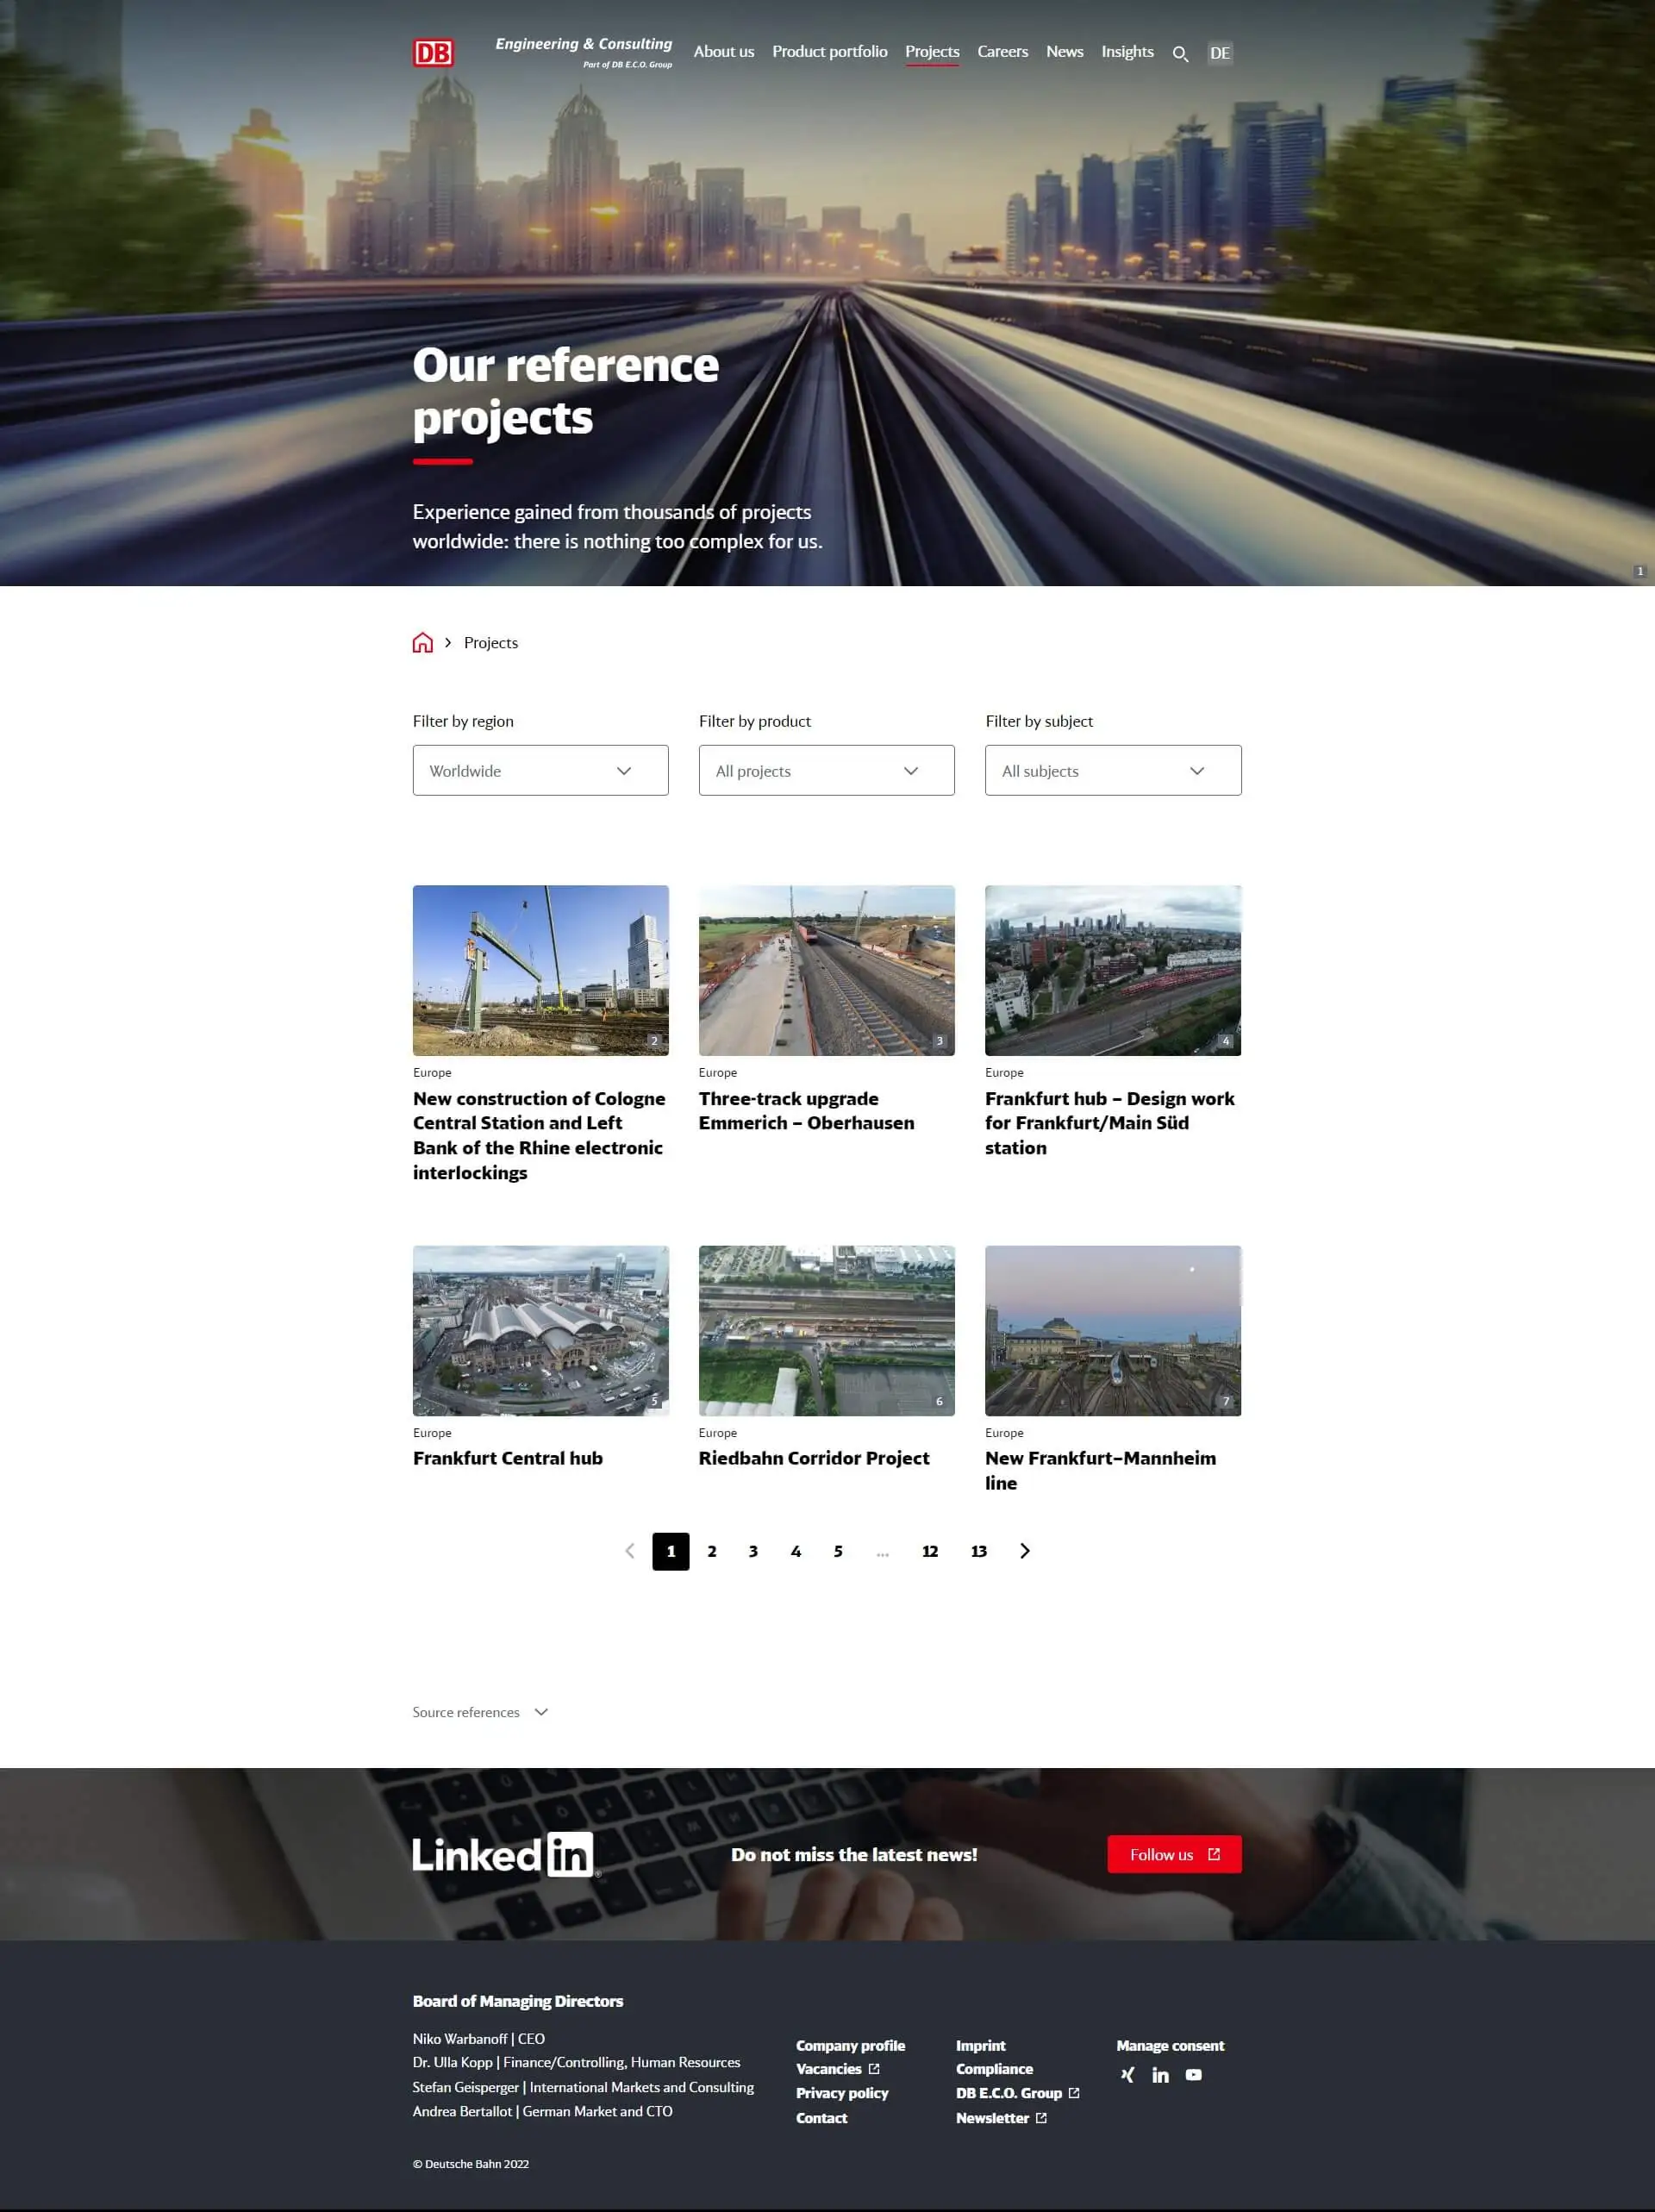 DB
Engineering & Consulting
Part of DB E.C.O. Group
About us
Product portfolio
Projects
Careers
News
Insights
DE
Our reference
projects
Experience gained from thousands of projects
worldwide: there is nothing too complex for us.
1
Projects
Filter by region
Worldwide
Filter by product
All projects
Filter by subject
All subjects
2
Europe
New construction of Cologne
Central Station and Left
Bank of the Rhine electronic
interlockings
3
Europe
Three-track upgrade
Emmerich – Oberhausen
4
Europe
Frankfurt hub – Design work
for Frankfurt/Main Süd
station
5
Europe
Frankfurt Central hub
6
Europe
Riedbahn Corridor Project
7
Europe
New Frankfurt–Mannheim
line
1 2 3 4 5 ... 12 13
Source references
LinkedIn
Do not miss the latest news!
Follow us
Board of Managing Directors
Niko Warbanoff | CEO
Dr. Ulla Kopp | Finance/Controlling, Human Resources
Stefan Geisperger | International Markets and Consulting
Andrea Bertallot | German Market and CTO
Company profile
Vacancies
Privacy policy
Contact
Imprint
Compliance
DB E.C.O. Group
Newsletter
Manage consent
in
© Deutsche Bahn 2022